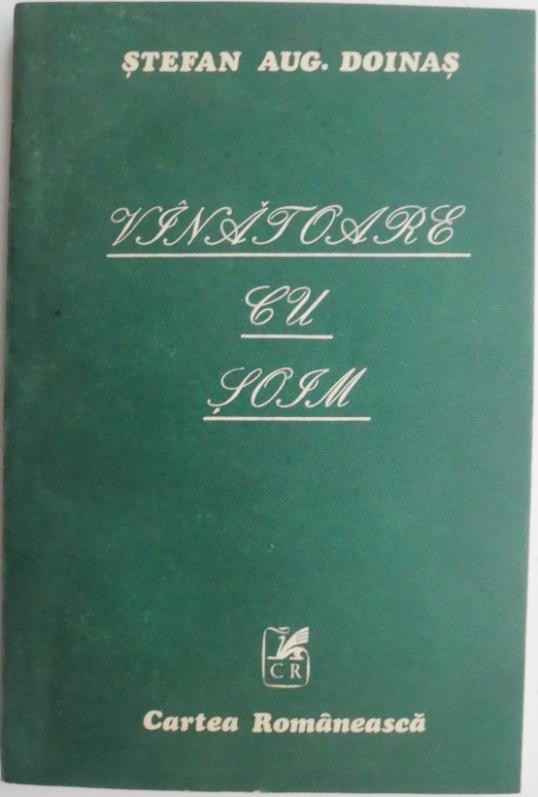 ȘTEFAN AUG. DOINAȘ
VÎNĂTOARE
CU
ȘOIM
CR
Cartea Românească